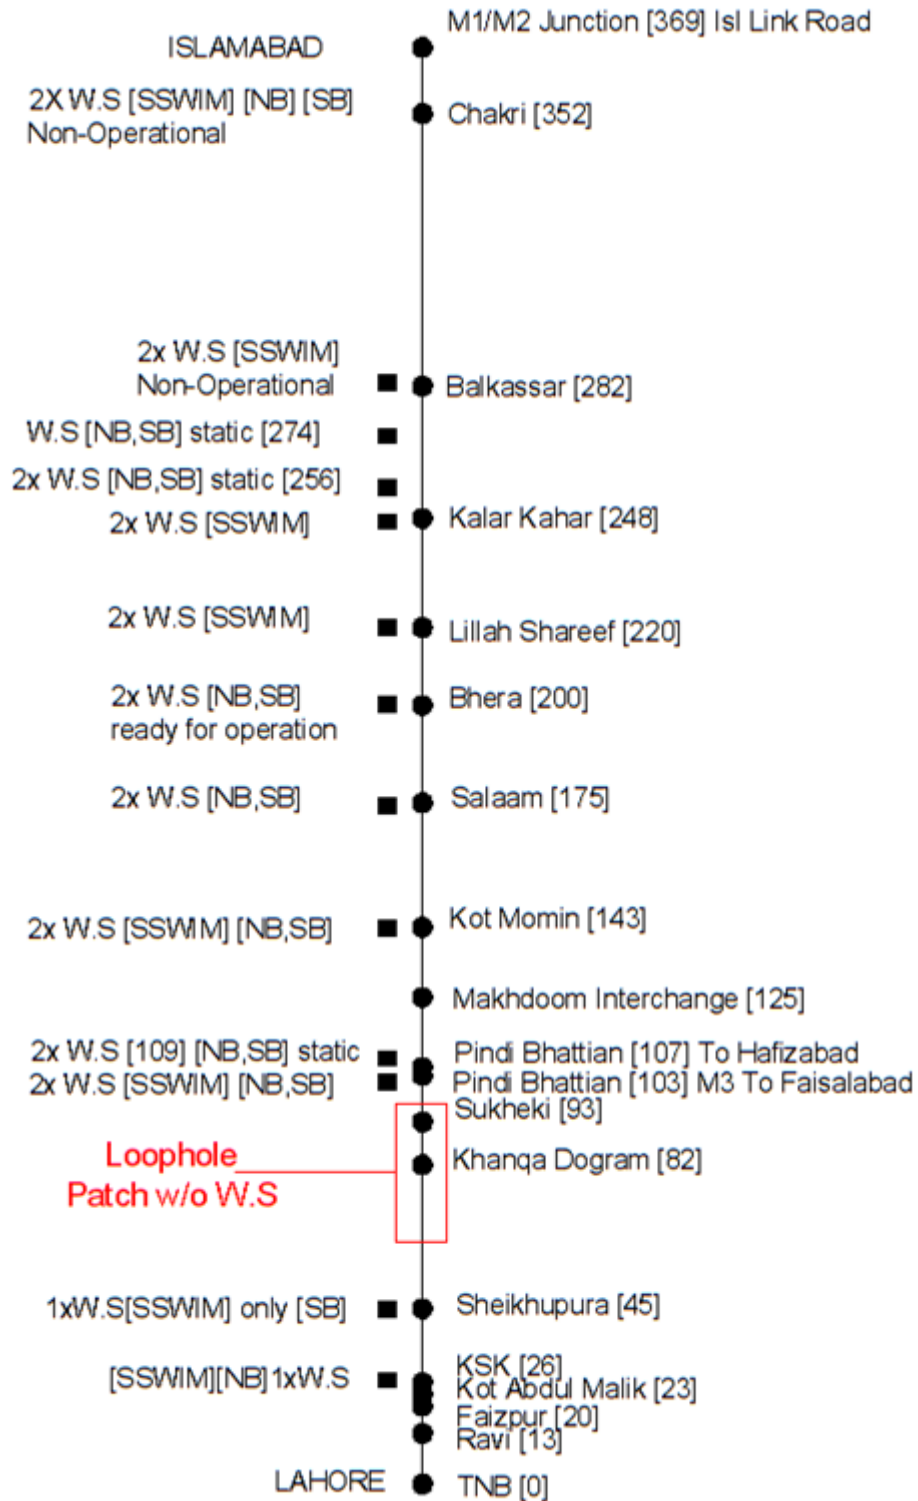 M1/M2 Junction [369] Isl Link Road
ISLAMABAD
2X W.S [SSWIM] [NB] [SB]
Non-Operational
Chakri [352]
2x W.S [SSWIM]
Non-Operational
Balkassar [282]
W.S [NB,SB] static [274]
2x W.S [NB,SB] static [256]
2x W.S [SSWIM]
Kalar Kahar [248]
2x W.S [SSWIM]
Lillah Shareef [220]
2x W.S [NB,SB]
ready for operation
Bhera [200]
2x W.S [NB,SB]
Salaam [175]
2x W.S [SSWIM] [NB,SB]
Kot Momin [143]
Makhdoom Interchange [125]
2x W.S [109] [NB,SB] static
Pindi Bhattian [107] To Hafizabad
2x W.S [SSWIM] [NB,SB]
Pindi Bhattian [103] M3 To Faisalabad
Sukheki [93]
Loophole
Patch w/o W.S
Khanqa Dogram [82]
1xW.S[SSWIM] only [SB]
Sheikhupura [45]
[SSWIM][NB]1xW.S
KSK [26]
Kot Abdul Malik [23]
Faizpur [20]
Ravi [13]
LAHORE
TNB [0]